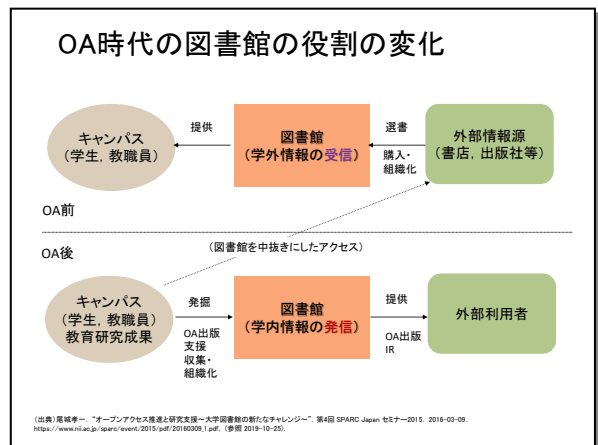 OA時代の図書館の役割の変化
キャンパス
(学生, 教職員)
提供
図書館
(学外情報の受信)
選書
購入・
組織化
外部情報源
(書店, 出版社等)
OA前
(図書館を中抜きにしたアクセス)
OA後
キャンパス
(学生, 教職員)
教育研究成果
発掘
OA出版
支援
収集・
組織化
図書館
(学内情報の発信)
提供
OA出版
IR
外部利用者
(出典)尾城孝一. “オープンアクセス推進と研究支援~大学図書館の新たなチャレンジ~”. 第4回 SPARC Japan セミナー2015. 2016-03-09.
https://www.nii.ac.jp/sparc/event/2015/pdf/20160309_1.pdf, (参照 2019-10-25).